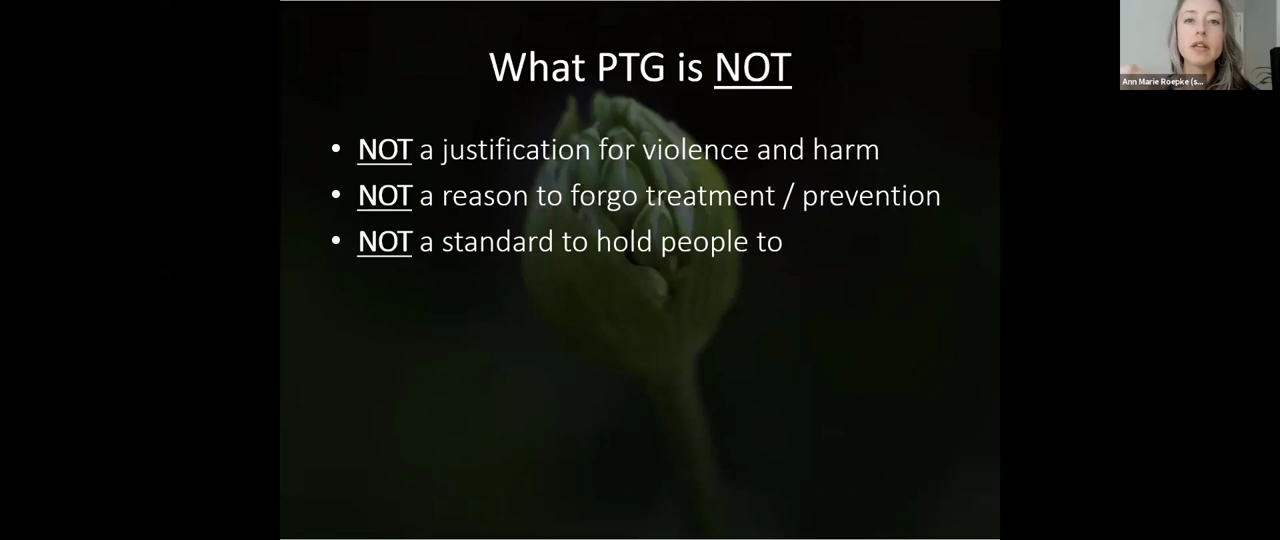 What PTG is NOT
• NOT a justification for violence and harm
• NOT a reason to forgo treatment / prevention
• NOT a standard to hold people to
Ann Marie Roepke (s...